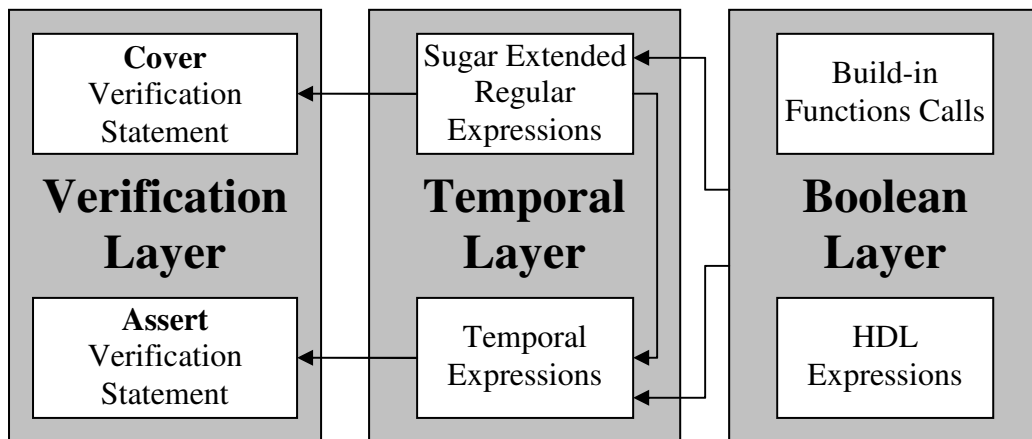 Cover
Verification
Statement
Verification
Layer
Assert
Verification
Statement
Sugar Extended
Regular
Expressions
Temporal
Layer
Temporal
Expressions
Build-in
Functions Calls
Boolean
Layer
HDL
Expressions